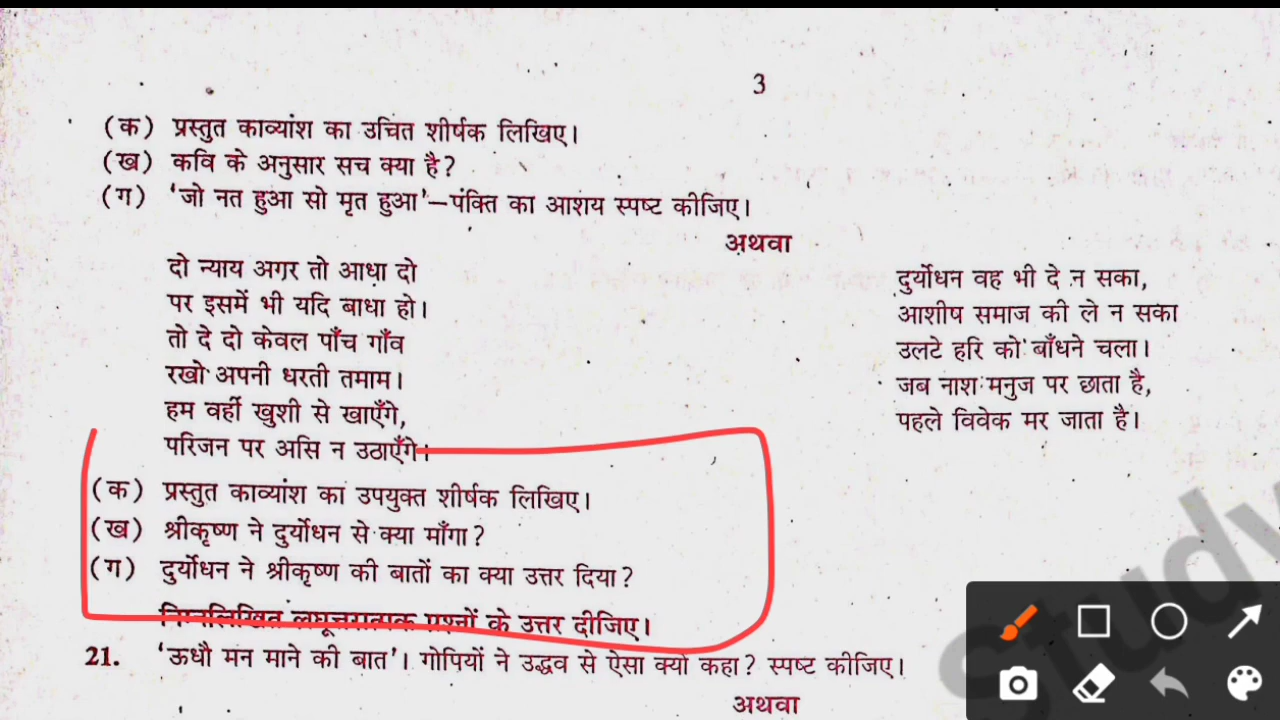 3
(क) प्रस्तुत काव्यांश का उचित शीर्षक लिखिए।
(ख) कवि के अनुसार सच क्या है?
(ग) 'जो नत हुआ सो मृत हुआ'—पंक्ति का आशय स्पष्ट कीजिए।
अथवा
दो न्याय अगर तो आधा दो
पर इसमें भी यदि बाधा हो।
तो दे दो केवल पाँच गाँव
रखो अपनी धरती तमाम।
हम वहीं खुशी से खाएँगे,
परिजन पर असि न उठाएँगे।
दुर्योधन वह भी दे न सका,
आशीष समाज की ले न सका
उलटे हरि को बाँधने चला।
जब नाश मनुज पर छाता है,
पहले विवेक मर जाता है।
(क) प्रस्तुत काव्यांश का उपयुक्त शीर्षक लिखिए।
(ख) श्रीकृष्ण ने दुर्योधन से क्या माँगा?
(ग) दुर्योधन ने श्रीकृष्ण की बातों का क्या उत्तर दिया?
निम्नलिखित लघूत्तरात्मक प्रश्नों के उत्तर दीजिए।
21. 'ऊधौ मन माने की बात'। गोपियों ने उद्धव से ऐसा क्यो कहा? स्पष्ट कीजिए।
अथवा
study